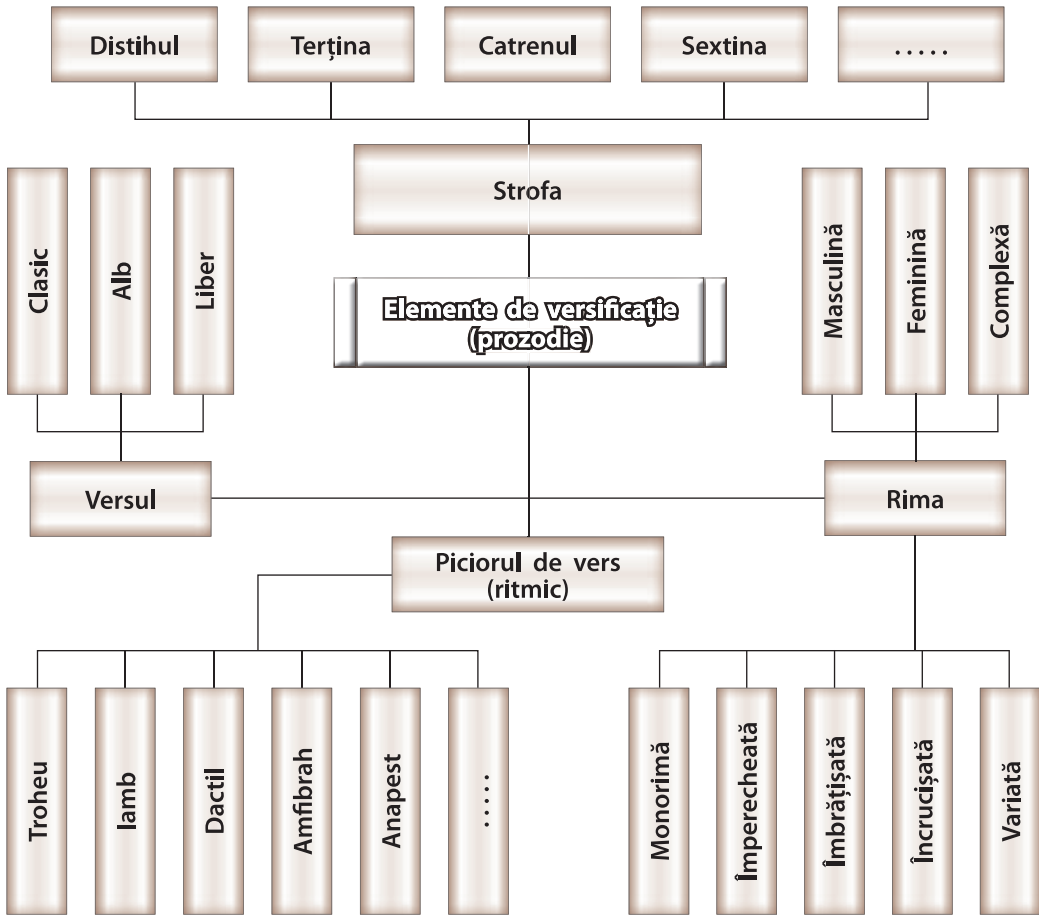 Distihul
Terțina
Catrenul
Sextina
. . . . .
Strofa
Clasic
Alb
Liber
Elemente de versificație
(prozodie)
Masculină
Feminină
Complexă
Versul
Rima
Piciorul de vers
(ritmic)
Troheu
Iamb
Dactil
Amfibrah
Anapest
. . . . .
Monorimă
Împerecheată
Îmbrățișată
Încrucișată
Variată